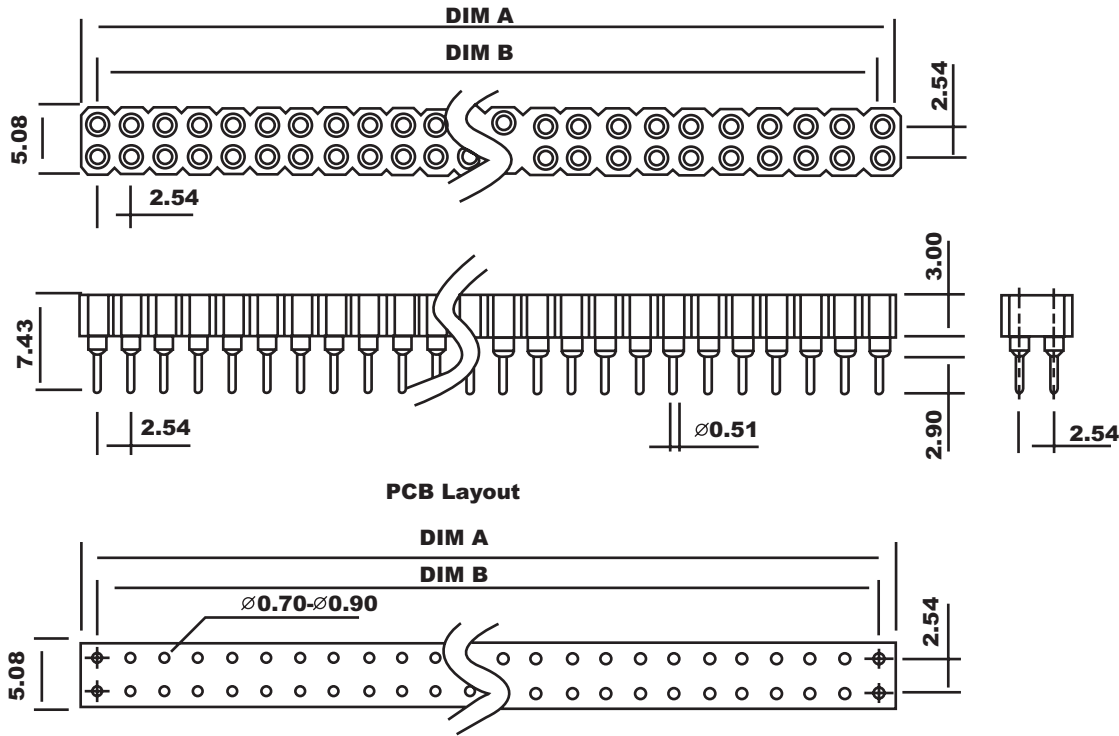 DIM A
DIM B
5.08
2.54
2.54
7.43
3.00
2.54
∅0.51
2.90
2.54
PCB Layout
DIM A
DIM B
∅0.70-∅0.90
5.08
2.54